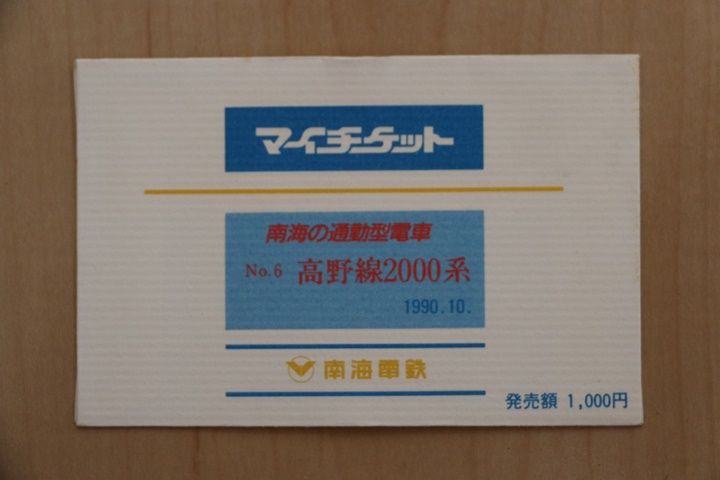 マイチケット
南海の通勤型電車
No.6 高野線2000系
1990.10.
南海電鉄
発売額 1,000円